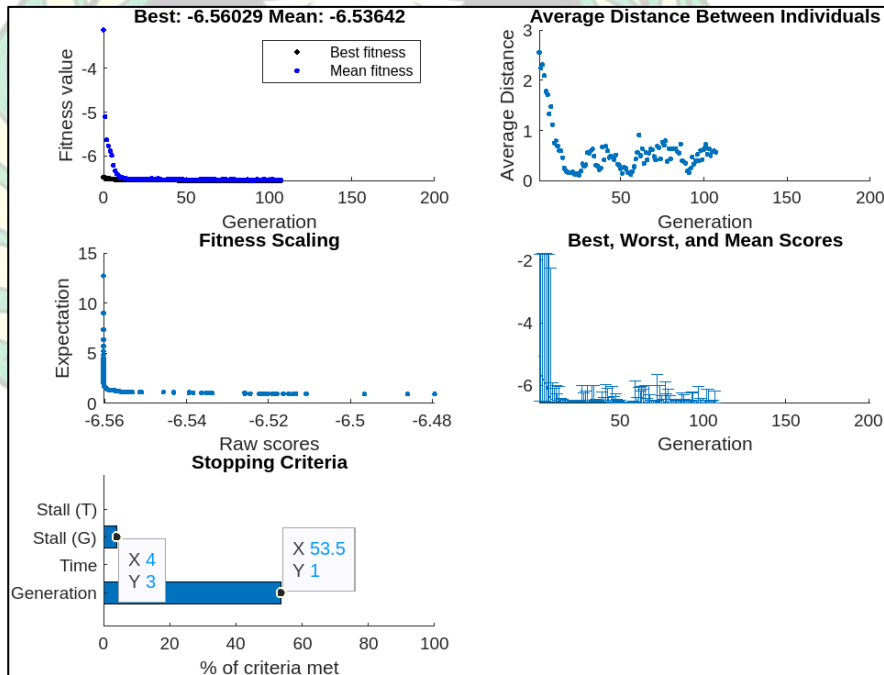 Best: -6.56029 Mean: -6.53642
Best fitness
Mean fitness
Fitness value
-4
-5
-6
0
50
100
150
200
Generation
Average Distance Between Individuals
Average Distance
3
2
1
0
50
100
150
200
Generation
Fitness Scaling
Expectation
15
10
5
0
-6.56
-6.54
-6.52
-6.5
-6.48
Raw scores
Best, Worst, and Mean Scores
-2
-4
-6
50
100
150
200
Generation
Stopping Criteria
Stall (T)
Stall (G)
Time
Generation
X 4
Y 3
X 53.5
Y 1
0
20
40
60
80
100
% of criteria met